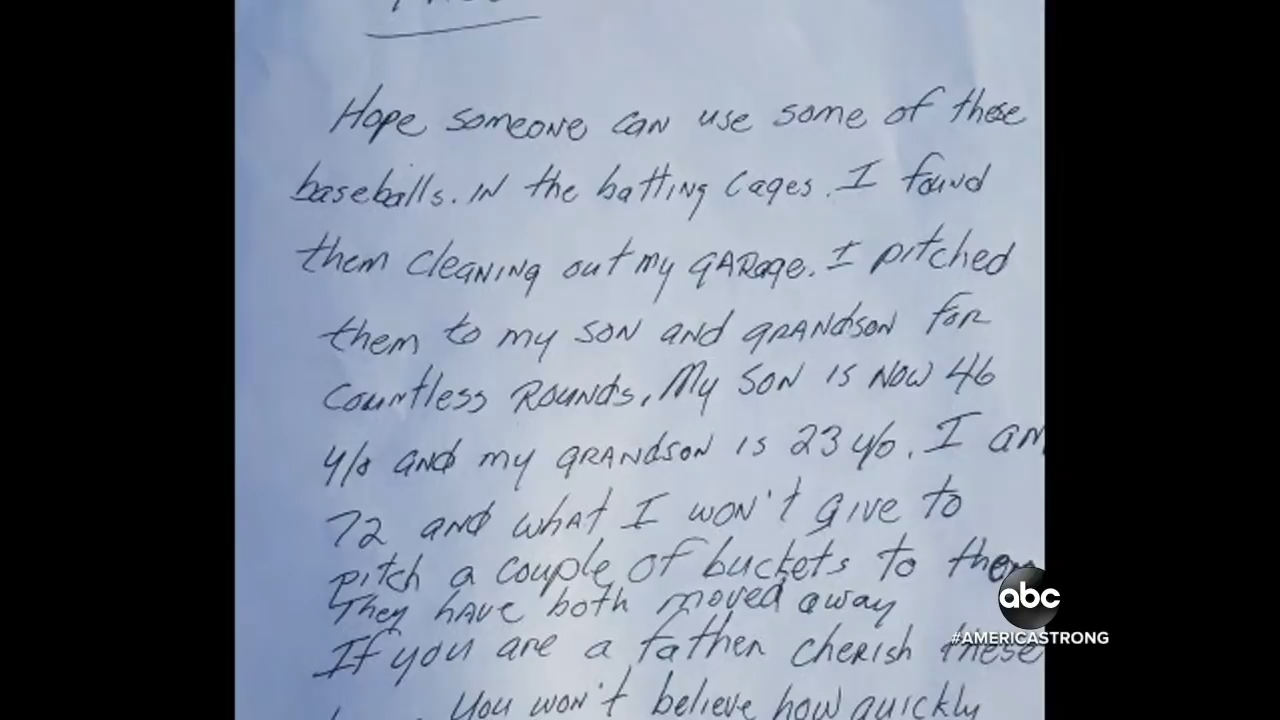 Hope someone can use some of these
baseballs. IN the batting cages. I found
them cleaning out my garage. I pitched
them to my son and grandson for
countless rounds. My son is now 46
y/o and my grandson is 23 y/o. I am
72 and what I won't give to
pitch a couple of buckets to them
They have both moved away
If you are a father cherish these
You won't believe how quickly
abc
#AMERICASTRONG